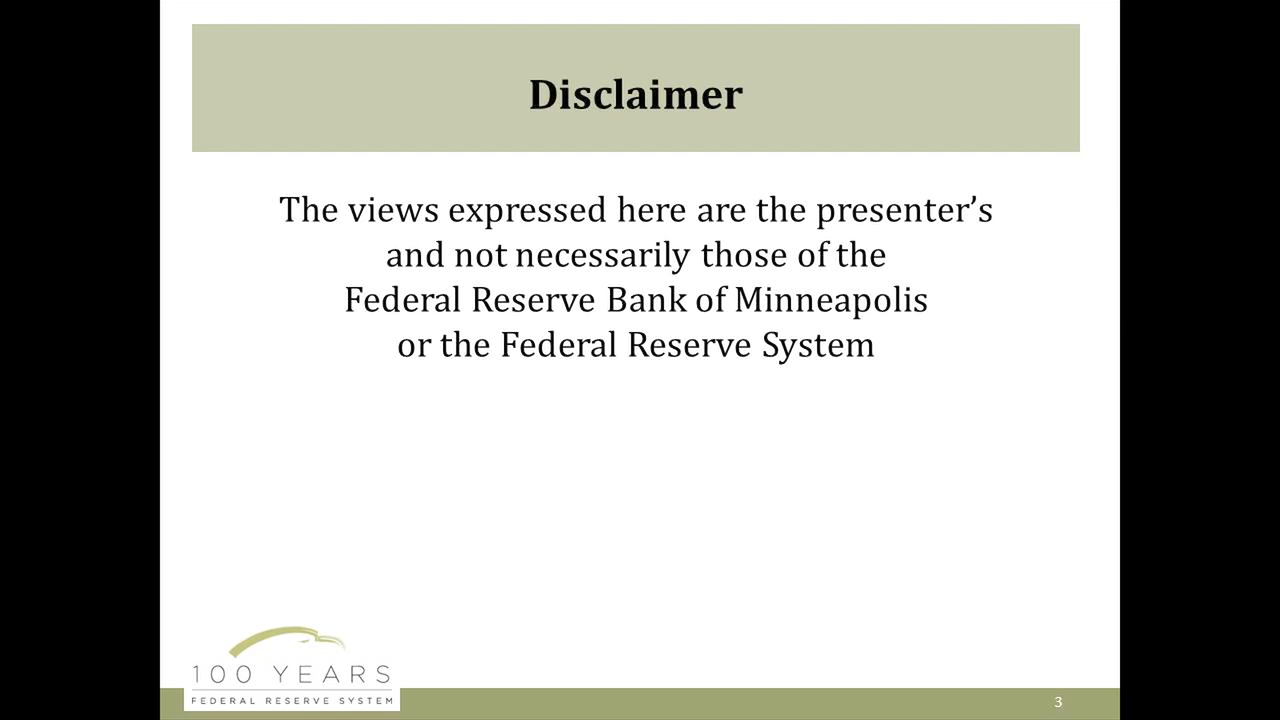 Disclaimer
The views expressed here are the presenter’s
and not necessarily those of the
Federal Reserve Bank of Minneapolis
or the Federal Reserve System
100 YEARS
FEDERAL RESERVE SYSTEM
3